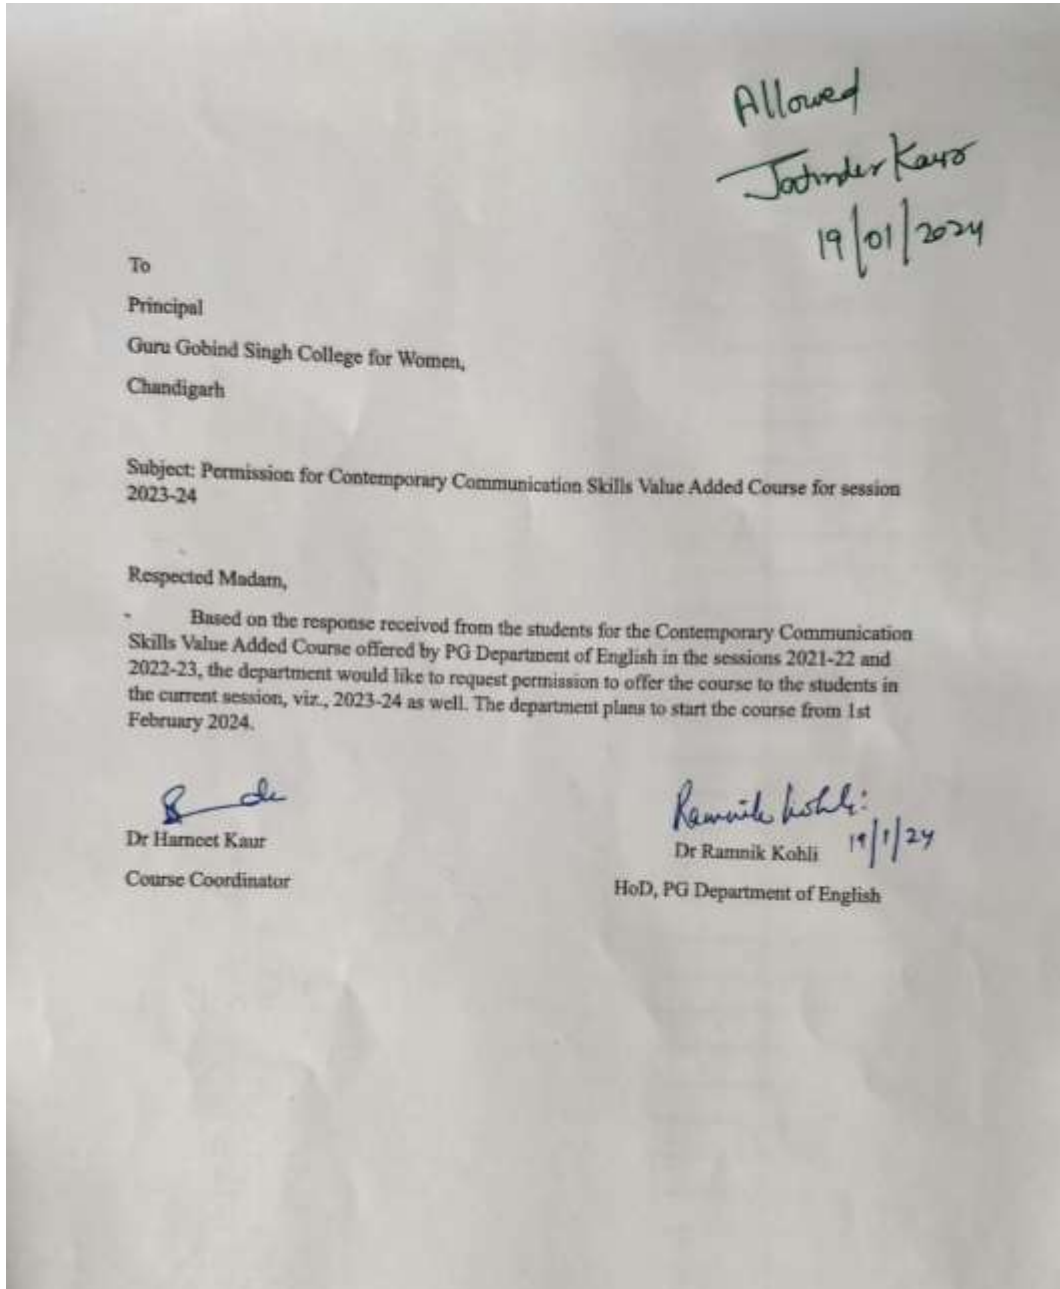 Allowed
Jatinder Kaur
19/01/2024
To
Principal
Guru Gobind Singh College for Women,
Chandigarh
Subject: Permission for Contemporary Communication Skills Value Added Course for session
2023-24
Respected Madam,
Based on the response received from the students for the Contemporary Communication
Skills Value Added Course offered by PG Department of English in the sessions 2021-22 and
2022-23, the department would like to request permission to offer the course to the students in
the current session, viz., 2023-24 as well. The department plans to start the course from 1st
February 2024.
Ramnik Kohli
19/1/24
Dr Harneet Kaur
Dr Ramnik Kohli
Course Coordinator
HoD, PG Department of English